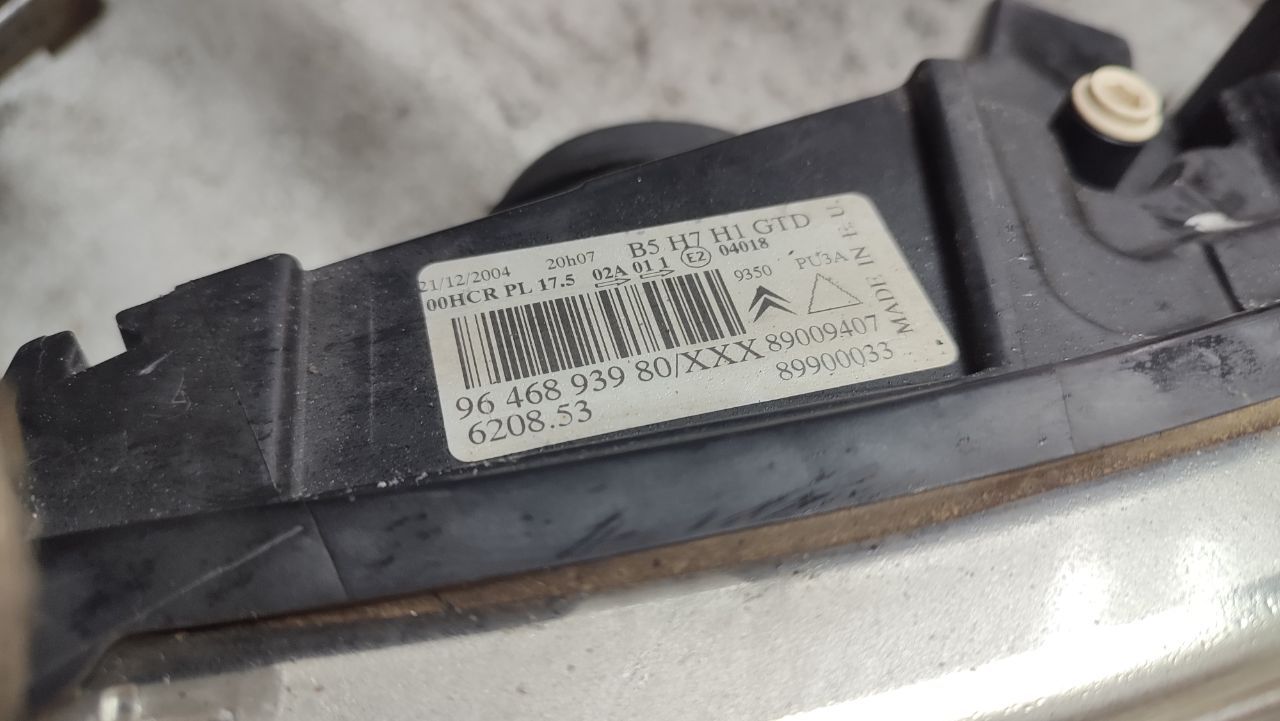 21/12/2004 20h07 B5 H7 H1 GTD
00HCR PL 17.5 02A 01 1 E2 04018
9350 PU3A
96 468 939 80/XXX 89009407
6208.53 89900033
MADE IN E.U.